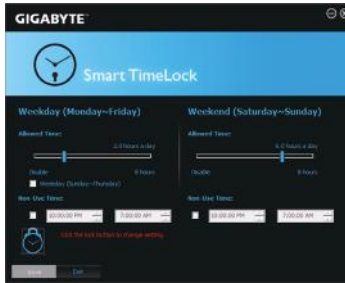 GIGABYTE
Smart TimeLock
Weekday (Monday~Friday)
Weekend (Saturday~Sunday)
Allowed Time:
Allowed Time:
2.0 hours a day
6.0 hours a day
Disable
8 hours
Disable
8 hours
Weekday (Sunday~Thursday)
Non-Use Time:
Non-Use Time:
10:00:00 PM
7:00:00 AM
10:00:00 PM
7:00:00 AM
Click the lock button to change setting.
Save
Exit